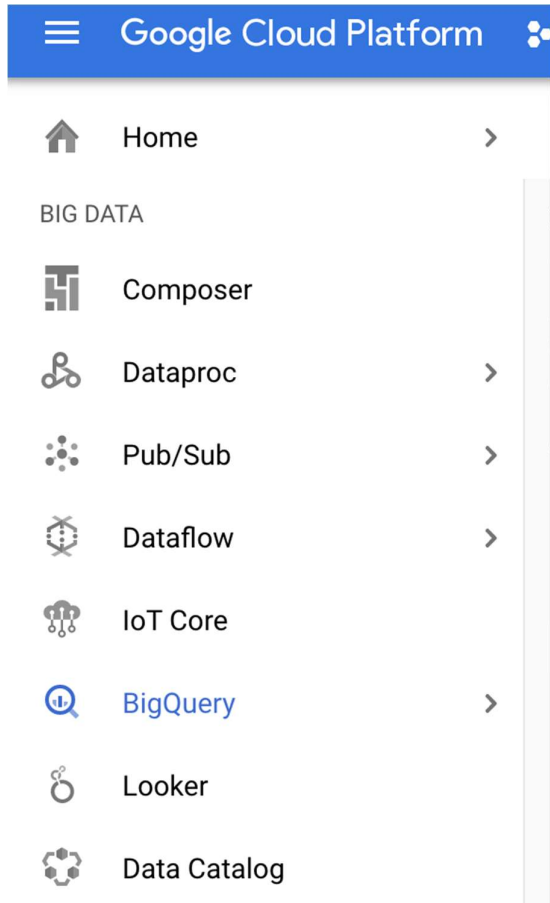 Google Cloud Platform
Home
BIG DATA
Composer
Dataproc
Pub/Sub
Dataflow
IoT Core
BigQuery
Looker
Data Catalog